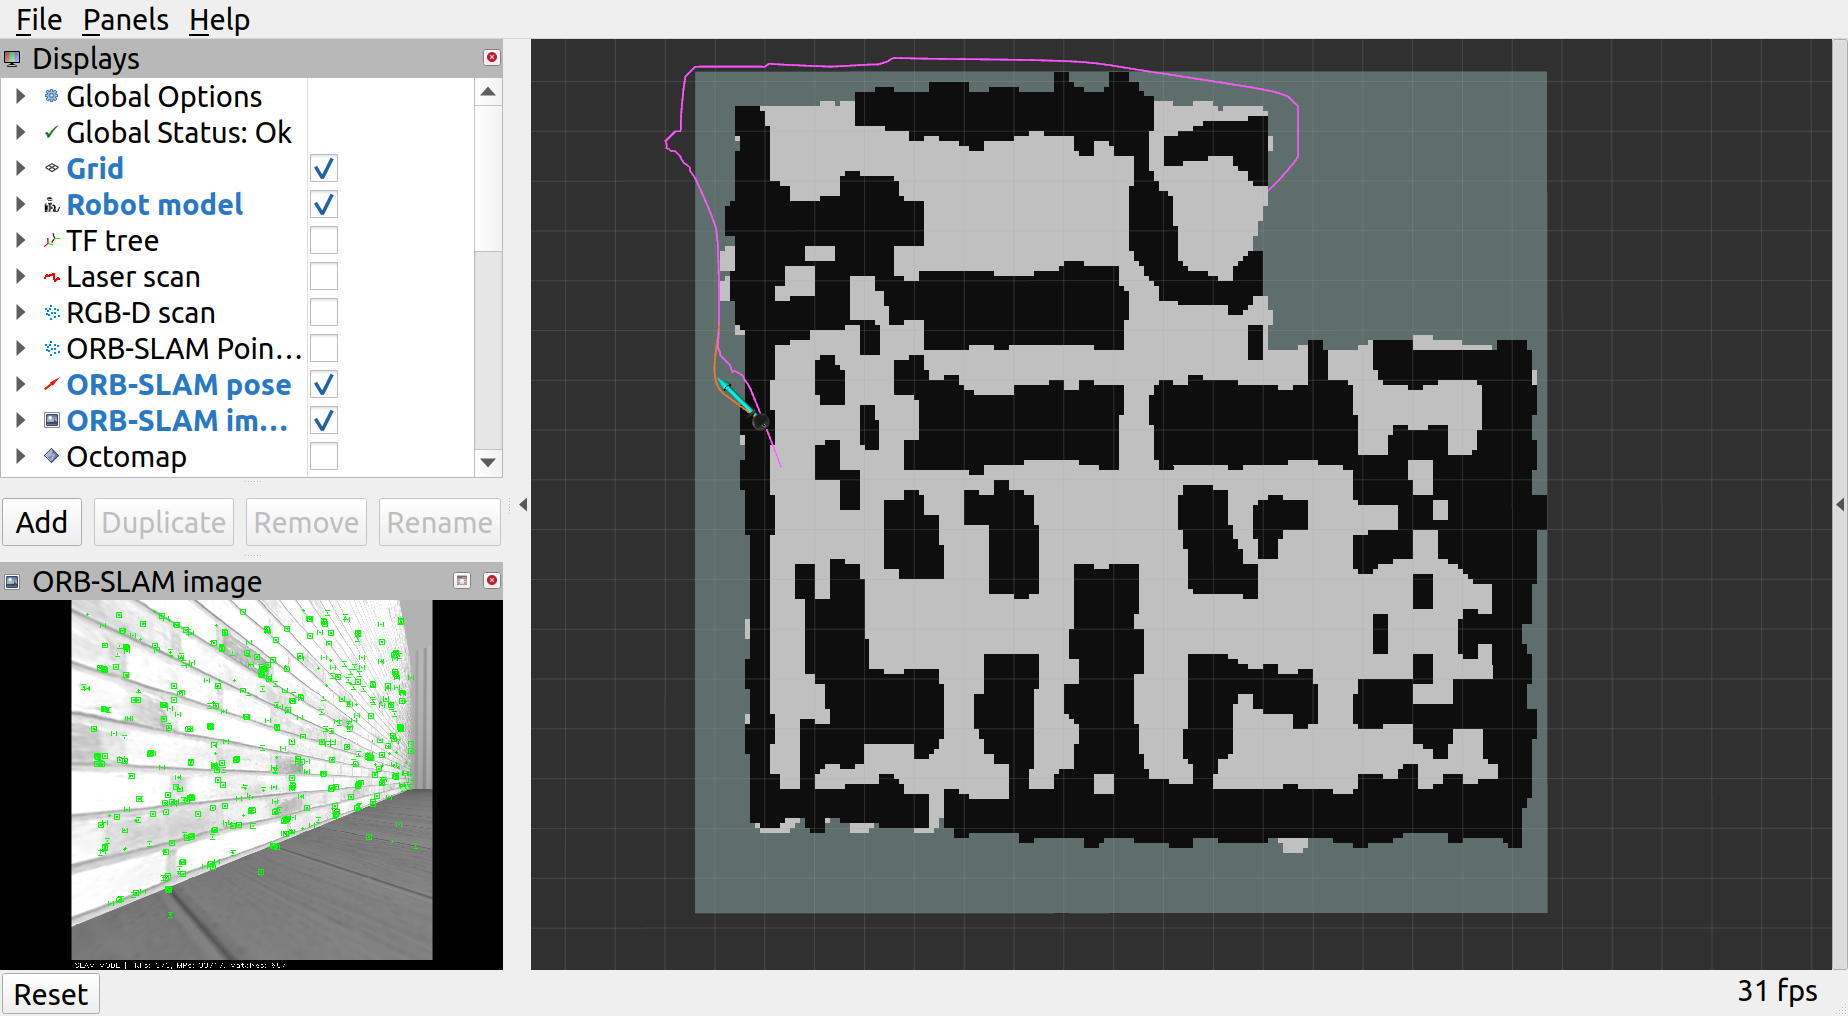 File Panels Help
Displays
Global Options
Global Status: Ok
Grid
Robot model
TF tree
Laser scan
RGB-D scan
ORB-SLAM Poin...
ORB-SLAM pose
ORB-SLAM im...
Octomap
Add Duplicate Remove Rename
ORB-SLAM image
SLAM MODE |
Reset
31 fps